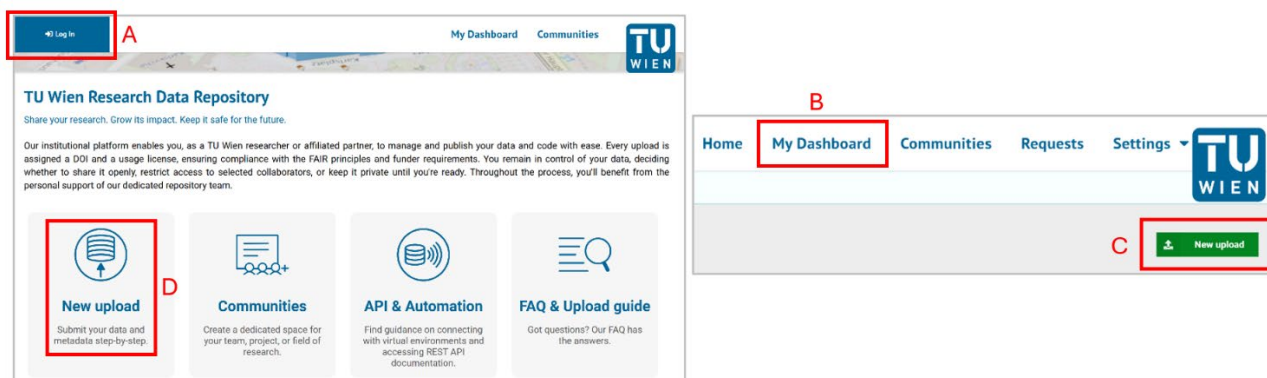 Log In
A
My Dashboard Communities
TU
WIEN
TU Wien Research Data Repository
Share your research. Grow its impact. Keep it safe for the future.
Our institutional platform enables you, as a TU Wien researcher or affiliated partner, to manage and publish your data and code with ease. Every upload is
assigned a DOI and a usage license, ensuring compliance with the FAIR principles and funder requirements. You remain in control of your data, deciding
whether to share it openly, restrict access to selected collaborators, or keep it private until you're ready. Throughout the process, you'll benefit from the
personal support of our dedicated repository team.
D
New upload
Submit your data and
metadata step-by-step.
Communities
Create a dedicated space for
your team, project, or field of
research.
API & Automation
Find guidance on connecting
with virtual environments and
accessing REST API
documentation.
FAQ & Upload guide
Got questions? Our FAQ has
the answers.
B
Home My Dashboard Communities Requests Settings
TU
WIEN
C
New upload